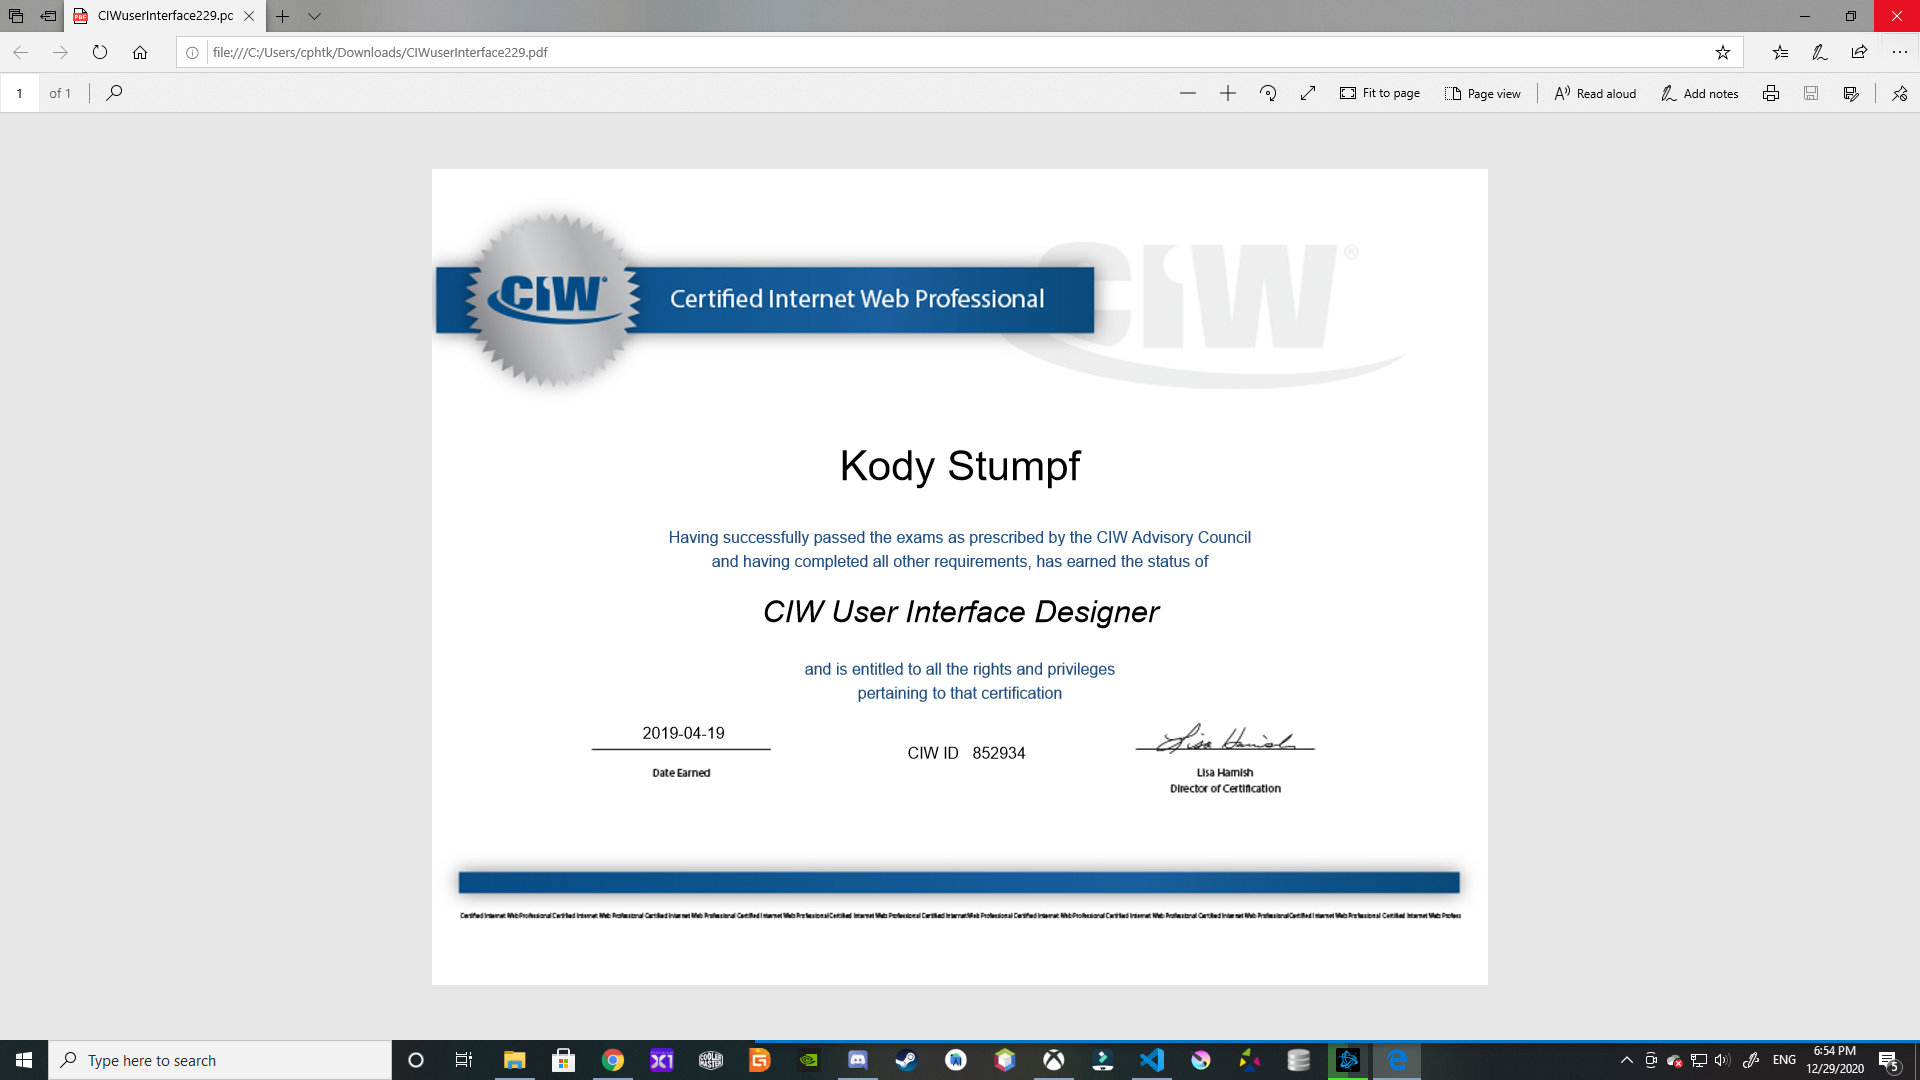 CIWuserInterface229.pc
file:///C:/Users/cphtk/Downloads/CIWuserInterface229.pdf
1 of 1
Fit to page
Page view
Read aloud
Add notes
CIW®
CIW® Certified Internet Web Professional
Kody Stumpf
Having successfully passed the exams as prescribed by the CIW Advisory Council
and having completed all other requirements, has earned the status of
CIW User Interface Designer
and is entitled to all the rights and privileges
pertaining to that certification
2019-04-19
Date Earned
CIW ID 852934
Lisa Hamish
Lisa Hamish
Director of Certification
Certified Internet Web Professional Certified Internet Web Professional Certified Internet Web Professional Certified Internet Web Professional Certified Internet Web Professional Certified Internet Web Professional Certified Internet Web Professional Certified Internet Web Professional Certified Internet Web Professional Certified Internet Web Professional Certified Internet Web Profess
Type here to search
X1
COOLER MASTER
ENG
6:54 PM
12/29/2020
5